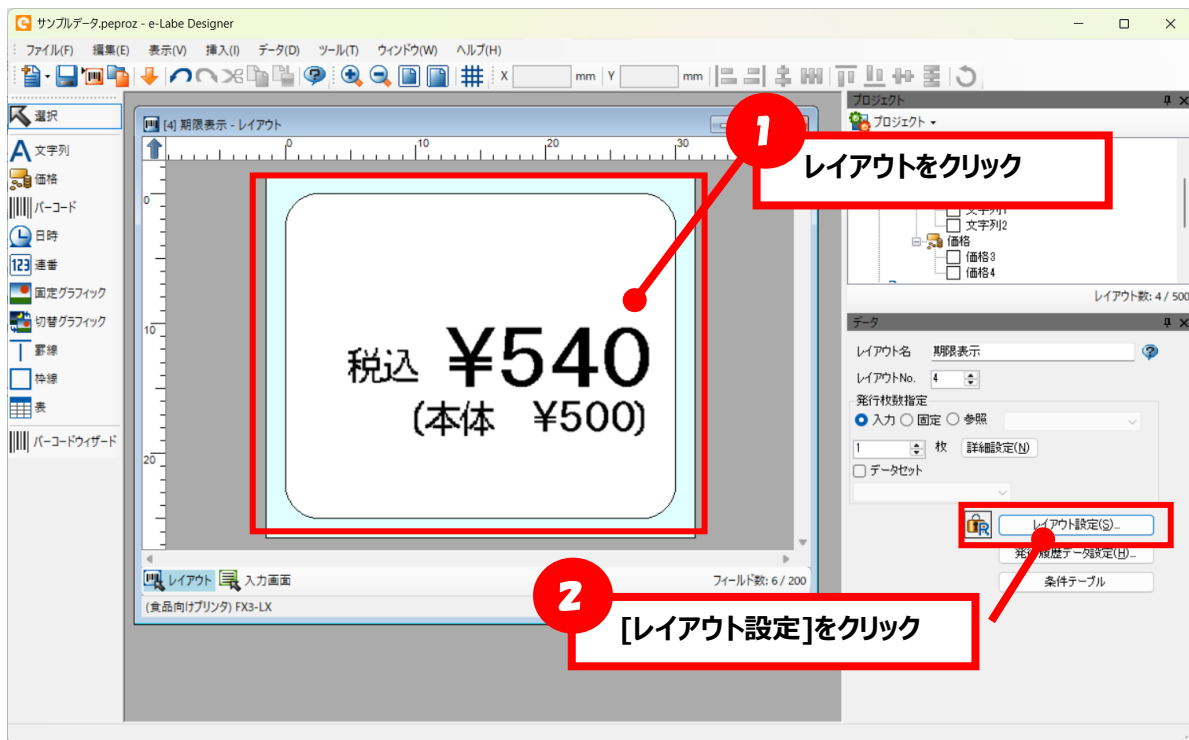 サンプルデータ.peproz - e-Labe Designer
ファイル(F) 編集(E) 表示(V) 挿入(I) データ(D) ツール(T) ウィンドウ(W) ヘルプ(H)
X mm Y mm
選択
文字列
価格
バーコード
日時
連番
固定グラフィック
切替グラフィック
罫線
枠線
表
バーコードウィザード
[4] 期限表示 - レイアウト
0 10 20 30
0
10
20
税込 ¥540
(本体 ¥500)
レイアウト 入力画面 フィールド数: 6 / 200
(食品向けプリンタ) FX3-LX
1
レイアウトをクリック
2
[レイアウト設定]をクリック
プロジェクト
プロジェクト
文字列1
文字列2
価格
価格3
価格4
レイアウト数: 4 / 500
データ
レイアウト名 期限表示
レイアウトNo. 4
発行枚数指定
入力 固定 参照
1 枚 詳細設定(N)
データセット
レイアウト設定(S)...
発行履歴データ設定(H)...
条件テーブル